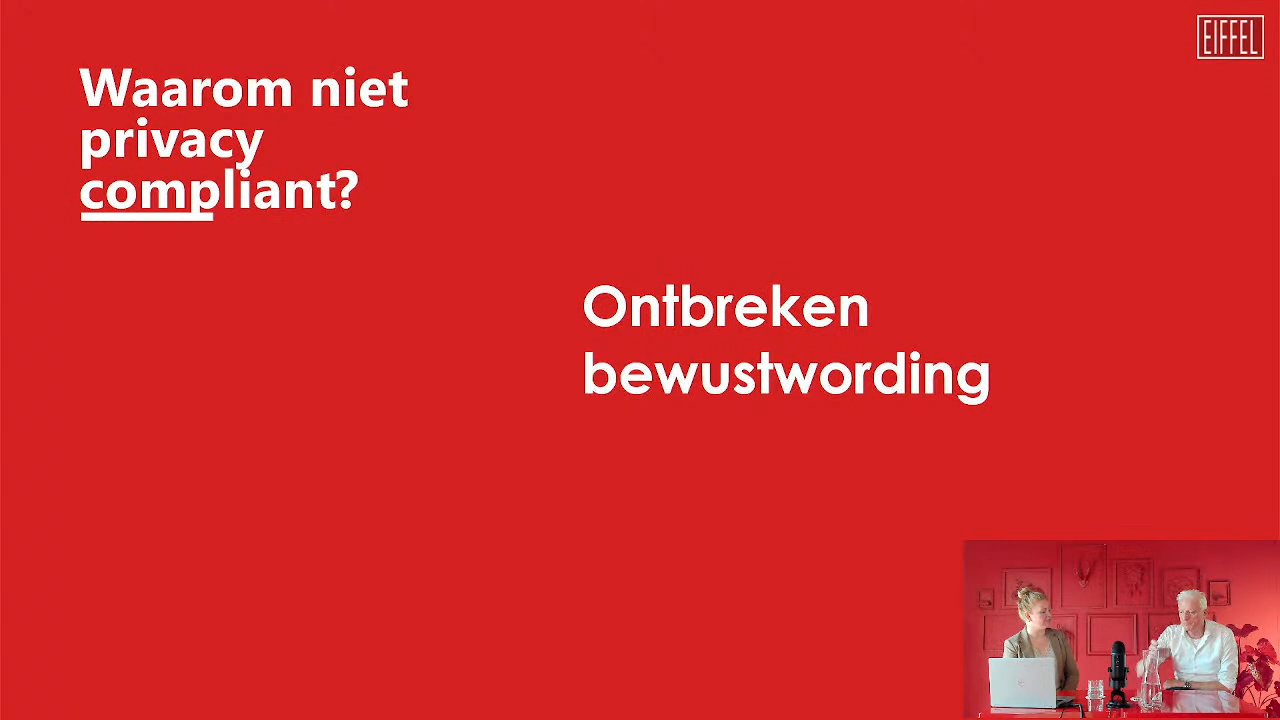 EIFFEL
Waarom niet
privacy
compliant?
Ontbreken
bewustwording